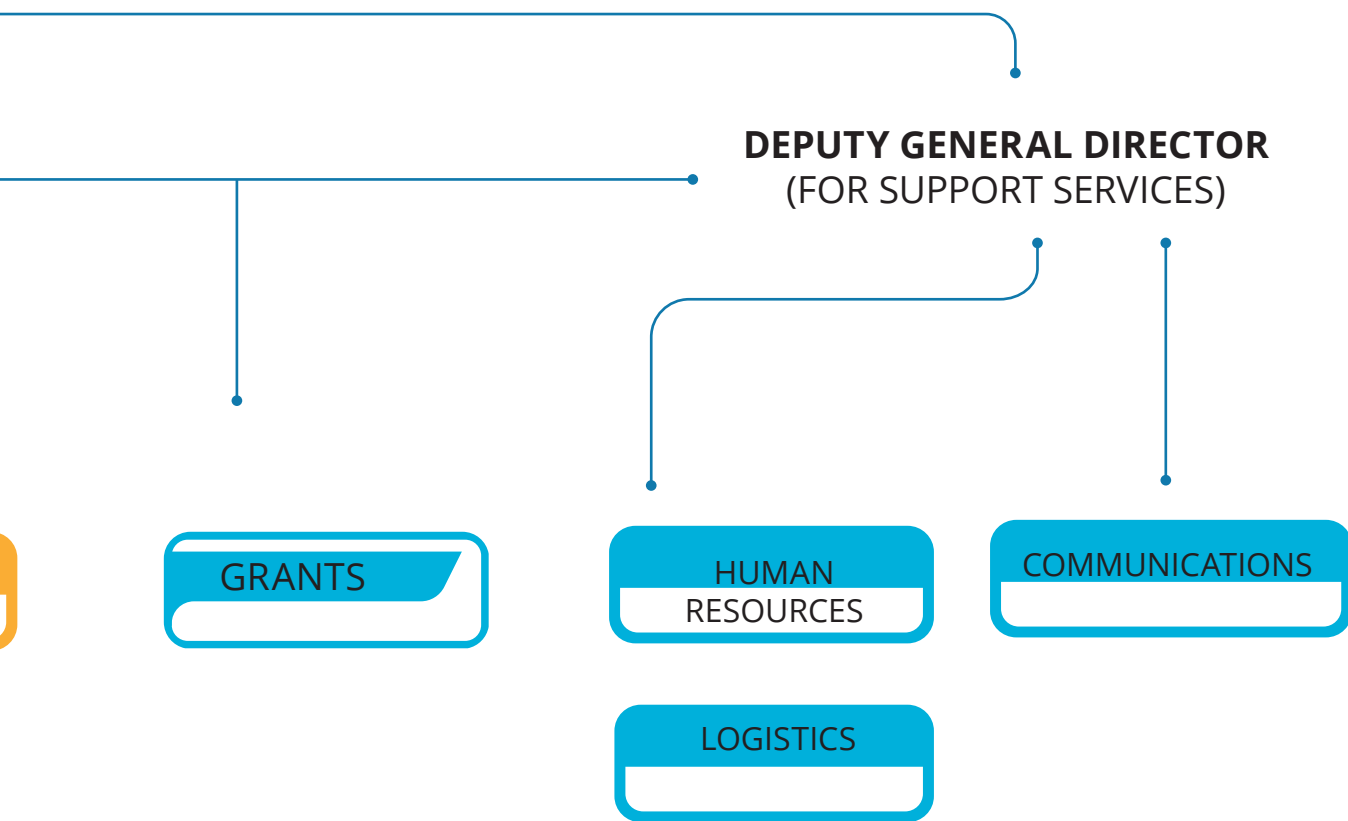 DEPUTY GENERAL DIRECTOR
(FOR SUPPORT SERVICES)
GRANTS
HUMAN
RESOURCES
COMMUNICATIONS
LOGISTICS